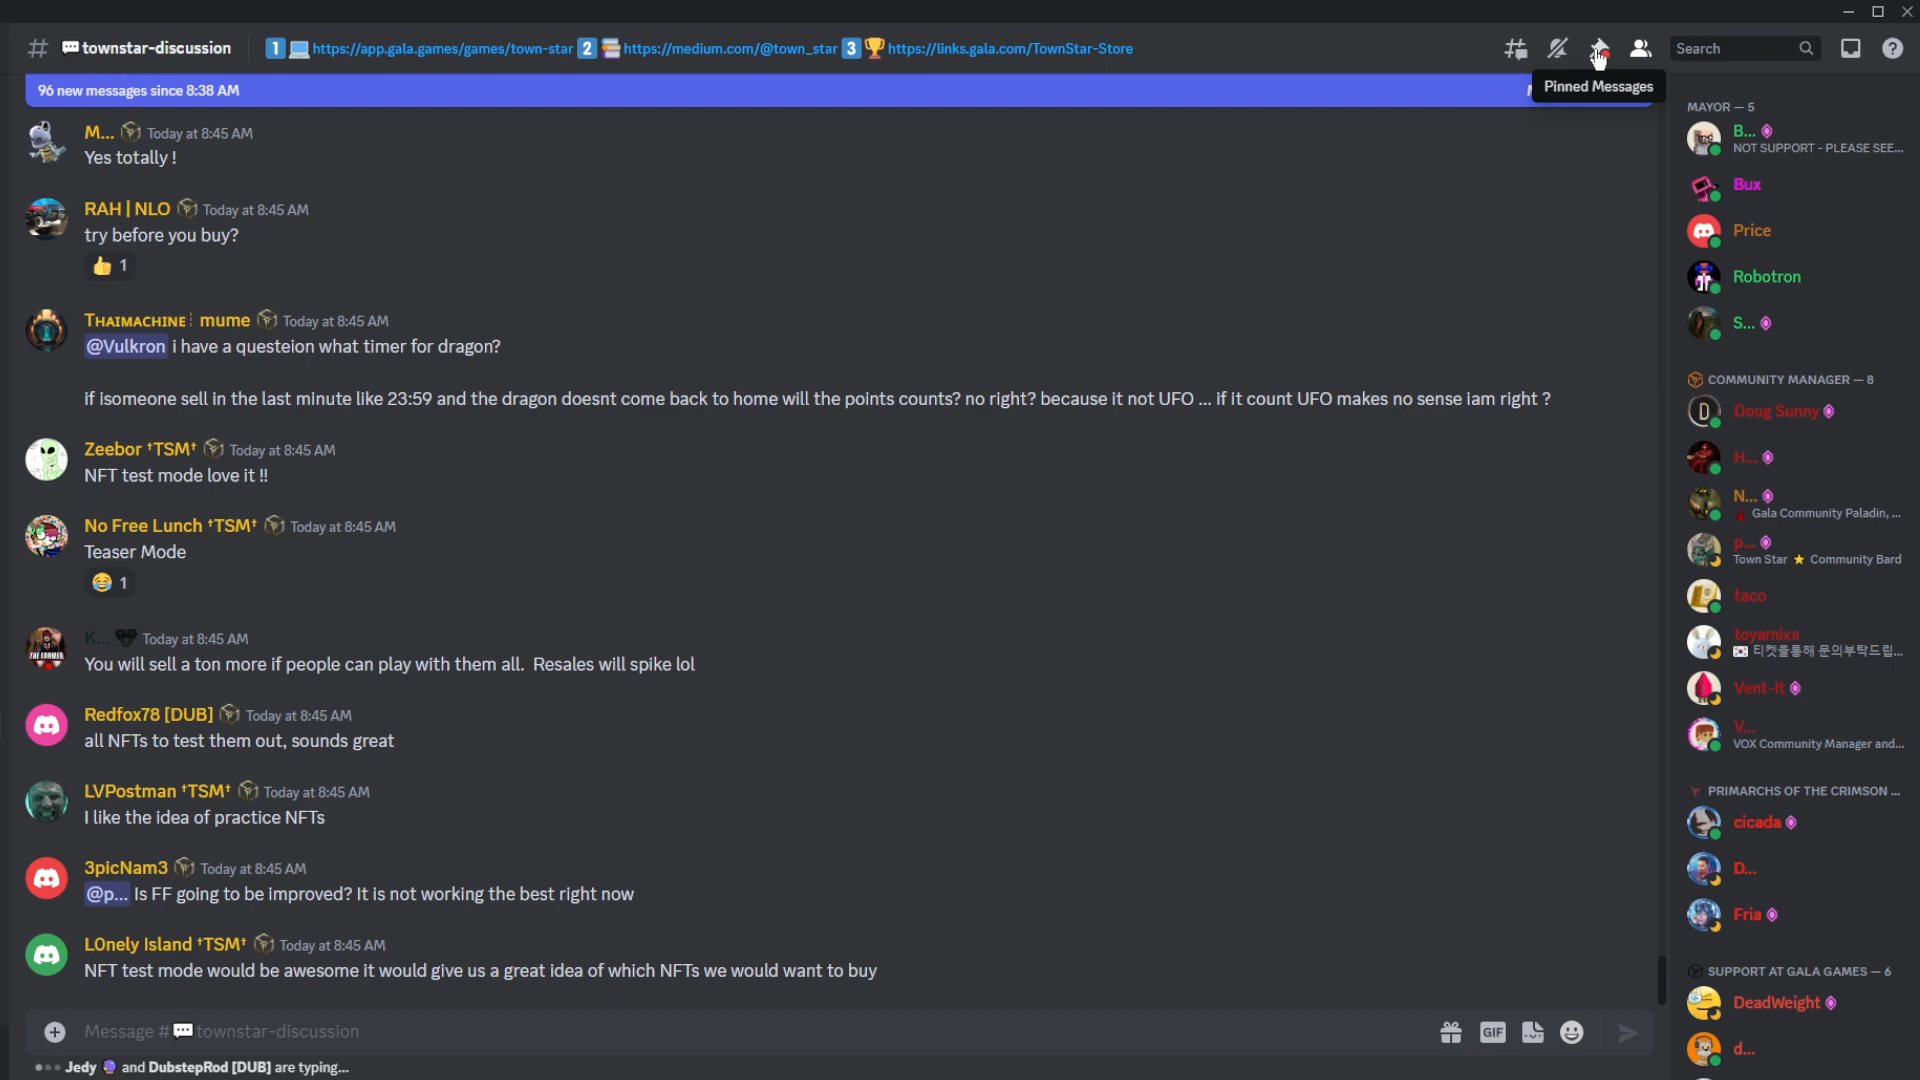 # 💬 townstar-discussion 1 💻 https://app.gala.games/games/town-star 2 📚 https://medium.com/@town_star 3 🏆 https://links.gala.com/TownStar-Store Search
Pinned Messages
96 new messages since 8:38 AM
M... Today at 8:45 AM
Yes totally !
RAH | NLO Today at 8:45 AM
try before you buy?
👍 1
THAIMACHINE⁝ mume Today at 8:45 AM
@Vulkron i have a questeion what timer for dragon?
if isomeone sell in the last minute like 23:59 and the dragon doesnt come back to home will the points counts? no right? because it not UFO ... if it count UFO makes no sense iam right ?
Zeebor *TSM* Today at 8:45 AM
NFT test mode love it !!
No Free Lunch *TSM* Today at 8:45 AM
Teaser Mode
😂 1
K... Today at 8:45 AM
You will sell a ton more if people can play with them all. Resales will spike lol
Redfox78 [DUB] Today at 8:45 AM
all NFTs to test them out, sounds great
LVPostman *TSM* Today at 8:45 AM
I like the idea of practice NFTs
3picNam3 Today at 8:45 AM
@p... Is FF going to be improved? It is not working the best right now
L0nely Island *TSM* Today at 8:45 AM
NFT test mode would be awesome it would give us a great idea of which NFTs we would want to buy
Message #💬 townstar-discussion
GIF
Jedy 🔮 and DubstepRod [DUB] are typing...
MAYOR — 5
B...
NOT SUPPORT - PLEASE SEE...
Bux
Price
Robotron
S...
COMMUNITY MANAGER — 8
D Doug Sunny
H...
N...
Gala Community Paladin, ...
p...
Town Star ⭐ Community Bard
taco
toyamiкя
🇰🇷 티켓을통해 문의부탁드립...
Vent-It
V...
VOX Community Manager and...
PRIMARCHS OF THE CRIMSON ...
cicada
D...
Fria
SUPPORT AT GALA GAMES — 6
DeadWeight
d...